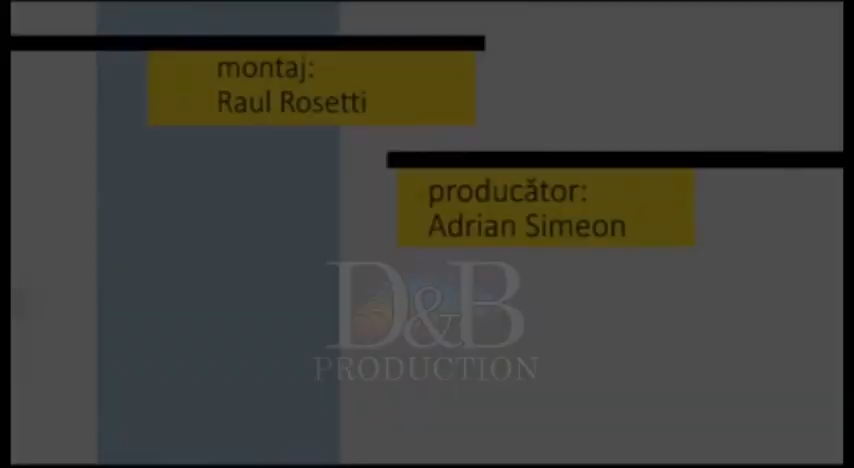 montaj:
Raul Rosetti
producător:
Adrian Simeon
D&B
PRODUCTION